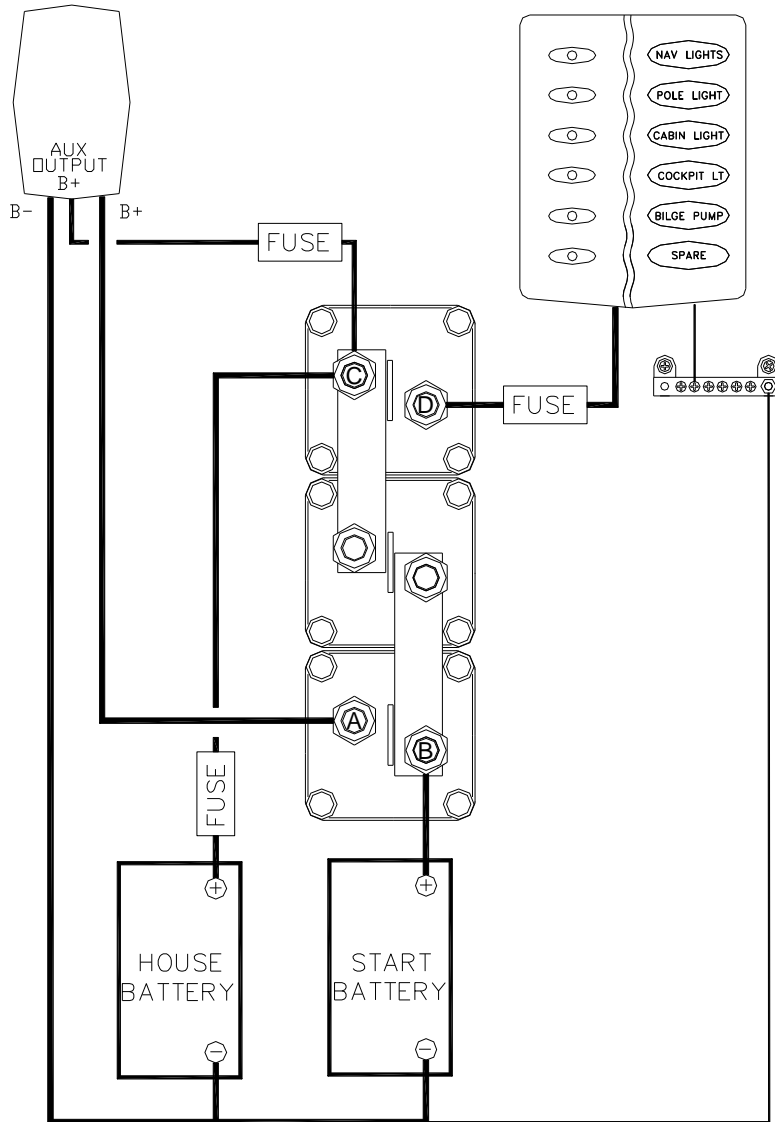 AUX
OUTPUT
B+
B-
B+
FUSE
NAV LIGHTS
POLE LIGHT
CABIN LIGHT
COCKPIT LT
BILGE PUMP
SPARE
C
D
FUSE
A
B
FUSE
+
+
HOUSE
BATTERY
START
BATTERY
-
-